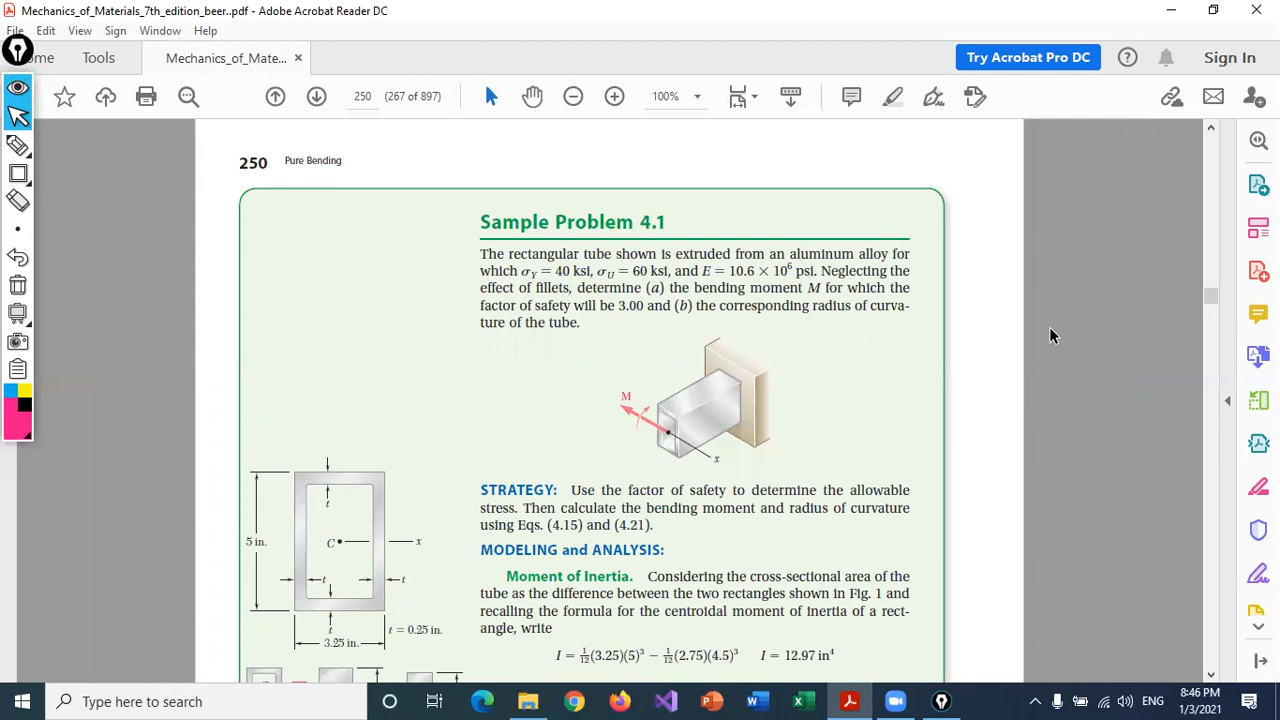 Mechanics_of_Materials_7th_edition_beer..pdf - Adobe Acrobat Reader DC
File Edit View Sign Window Help
ome Tools Mechanics_of_Mate... × Try Acrobat Pro DC ? Sign In
250 (267 of 897) 100%
250 Pure Bending
Sample Problem 4.1
The rectangular tube shown is extruded from an aluminum alloy for
which σY = 40 ksi, σU = 60 ksi, and E = 10.6 × 10⁶ psi. Neglecting the
effect of fillets, determine (a) the bending moment M for which the
factor of safety will be 3.00 and (b) the corresponding radius of curva-
ture of the tube.
M
x
STRATEGY: Use the factor of safety to determine the allowable
stress. Then calculate the bending moment and radius of curvature
using Eqs. (4.15) and (4.21).
MODELING and ANALYSIS:
Moment of Inertia. Considering the cross-sectional area of the
tube as the difference between the two rectangles shown in Fig. 1 and
recalling the formula for the centroidal moment of inertia of a rect-
angle, write
I = 1/12(3.25)(5)³ − 1/12(2.75)(4.5)³ I = 12.97 in⁴
t
5 in.
C
x
t
t
t
t = 0.25 in.
3.25 in.
Type here to search
ENG
8:46 PM
1/3/2021